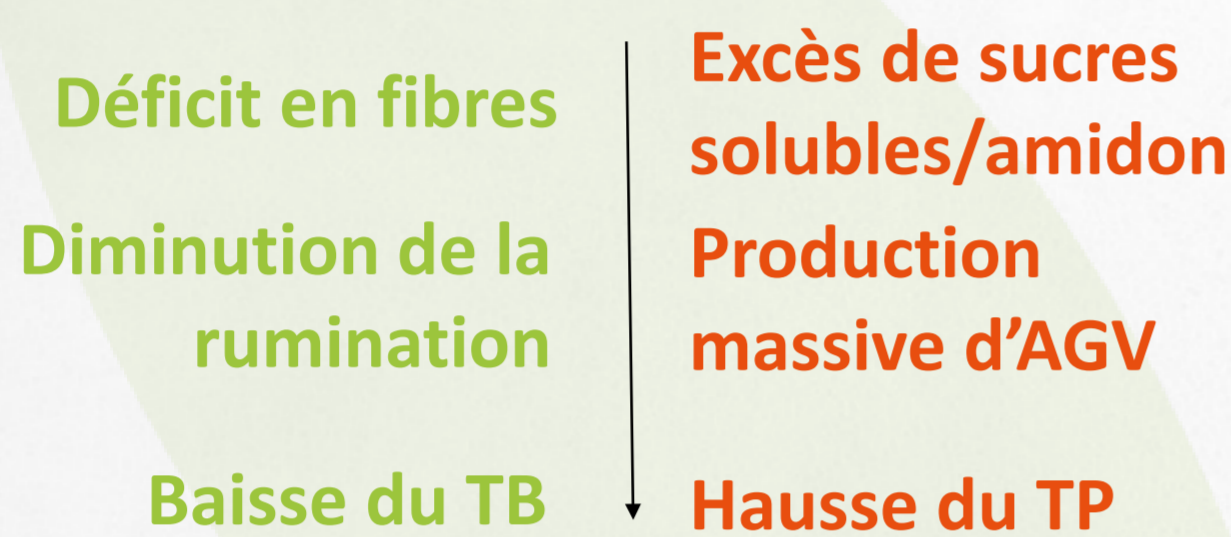 Déficit en fibres
Diminution de la
rumination
Baisse du TB
Excès de sucres
solubles/amidon
Production
massive d’AGV
Hausse du TP